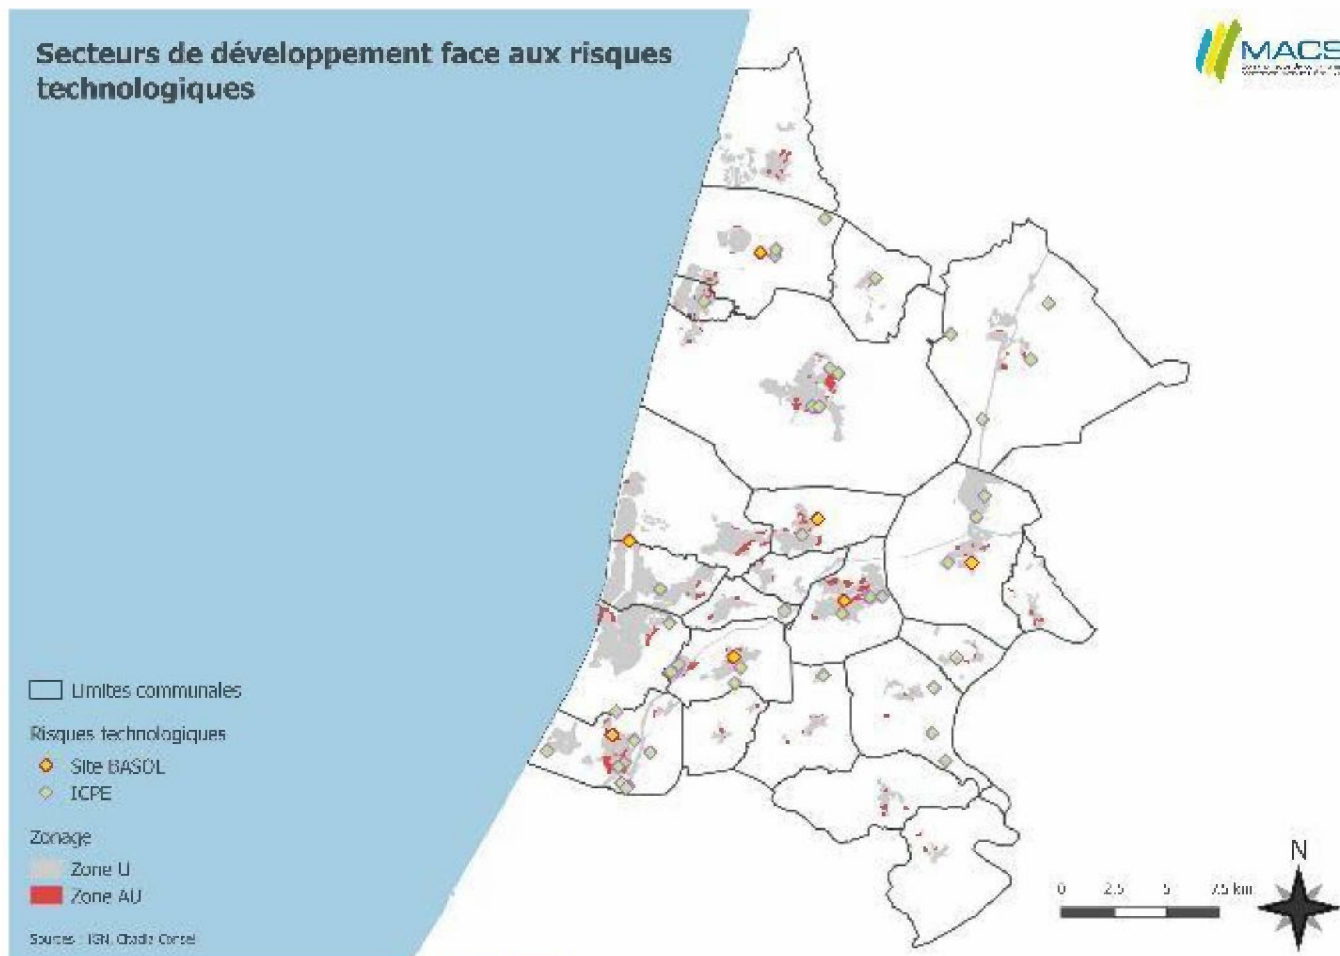 Secteurs de développement face aux risques
technologiques
MACS
Limites communales
Risques technologiques
Site BASOL
ICPE
Zonage
Zone U
Zone AU
Sources : IGN, Citadia Conseil
0 2.5 5 7.5 km
N